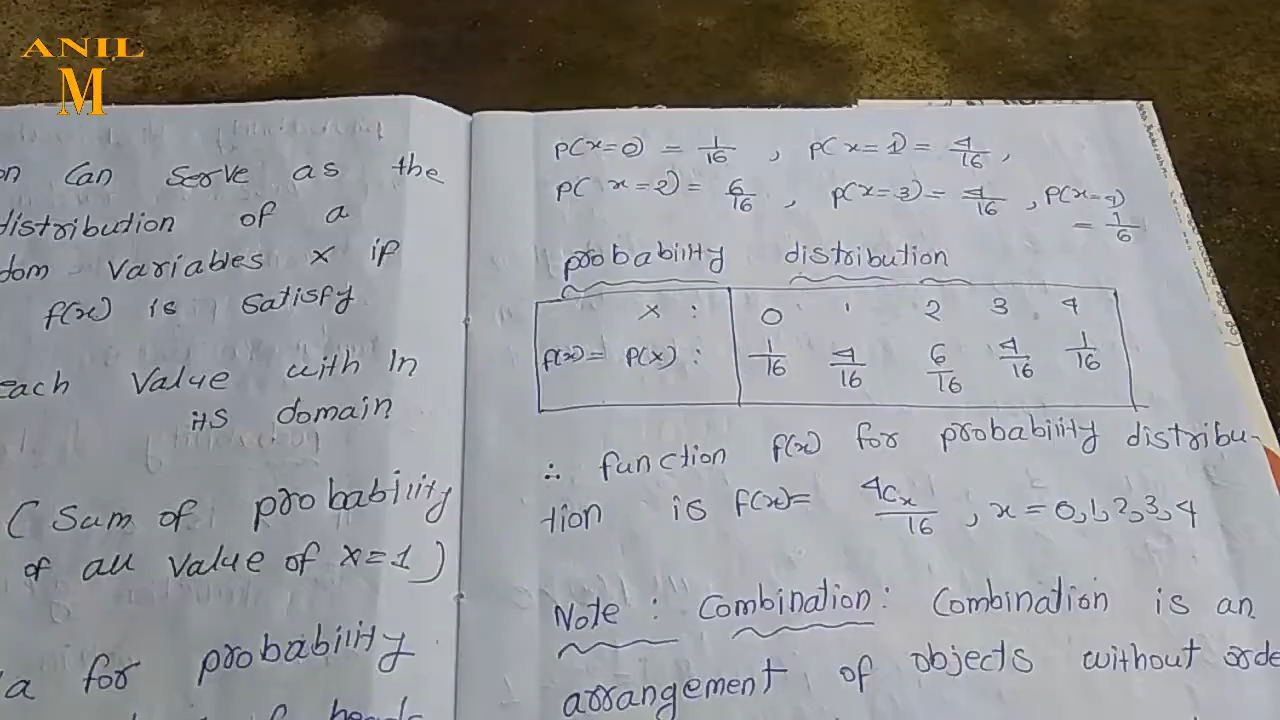 ANIL
M
on can serve as the
distribution of a
dom variables x if
f(x) is satisfy
each value with in
its domain
(sum of probability
of all value of x=1)
a for probability
of heads
P(x=0) = 1/16 , P(x=1) = 4/16 ,
P(x=2) = 6/16 , P(x=3) = 4/16 , P(x=4)
= 1/6
probability distribution
x : 0 1 2 3 4
f(x) = P(x) : 1/16 4/16 6/16 4/16 1/16
∴ function f(x) for probability distribu-
tion is f(x) = 4Cx/16 , x = 0,1,2,3,4
Note : Combination : Combination is an
arrangement of objects without orde